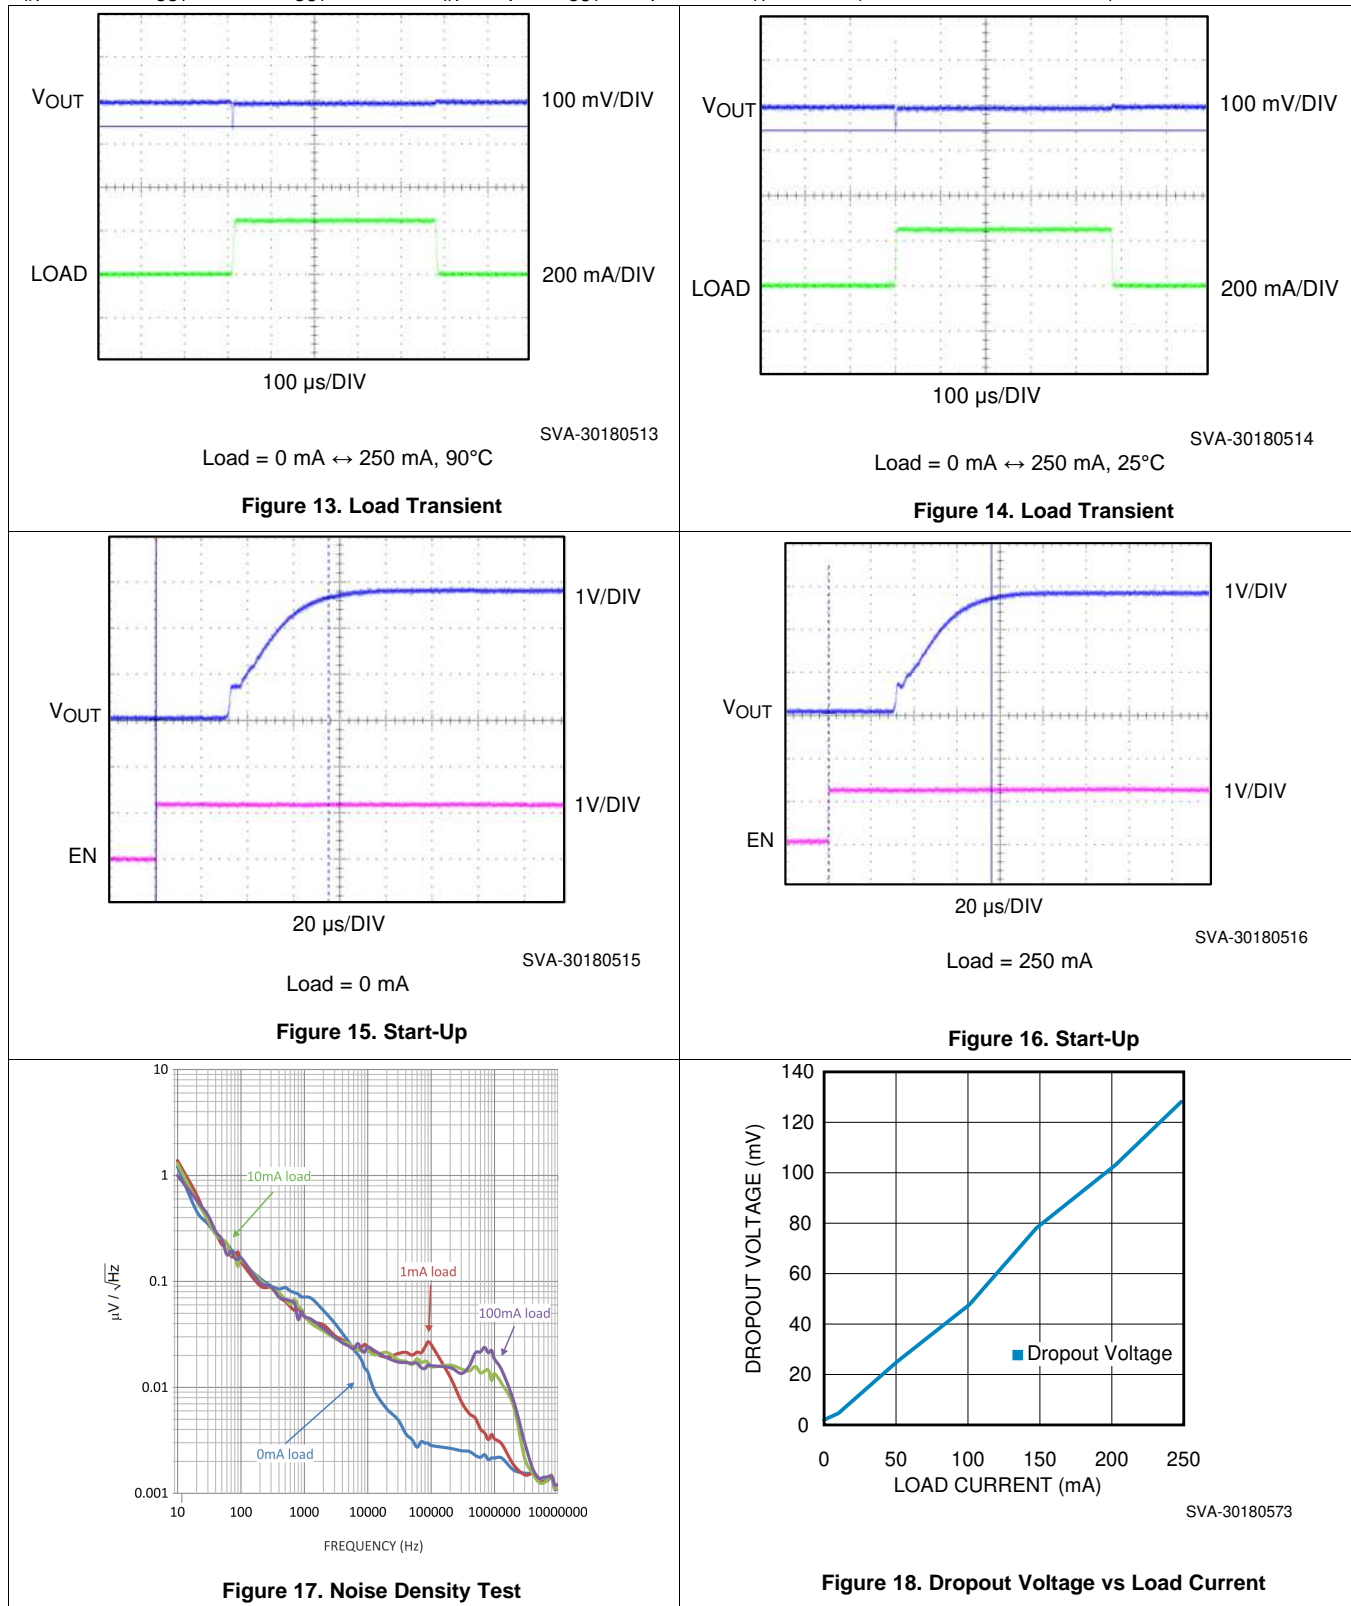 VOUT
100 mV/DIV
LOAD
200 mA/DIV
100 µs/DIV
SVA-30180513
Load = 0 mA ↔ 250 mA, 90°C
Figure 13. Load Transient
VOUT
100 mV/DIV
LOAD
200 mA/DIV
100 µs/DIV
SVA-30180514
Load = 0 mA ↔ 250 mA, 25°C
Figure 14. Load Transient
1V/DIV
VOUT
1V/DIV
EN
20 µs/DIV
SVA-30180515
Load = 0 mA
Figure 15. Start-Up
1V/DIV
VOUT
1V/DIV
EN
20 µs/DIV
SVA-30180516
Load = 250 mA
Figure 16. Start-Up
10
1
0.1
0.01
0.001
µV / √Hz
10mA load
1mA load
100mA load
0mA load
10 100 1000 10000 100000 1000000 10000000
FREQUENCY (Hz)
Figure 17. Noise Density Test
140
120
100
80
60
40
20
0
DROPOUT VOLTAGE (mV)
Dropout Voltage
0 50 100 150 200 250
LOAD CURRENT (mA)
SVA-30180573
Figure 18. Dropout Voltage vs Load Current